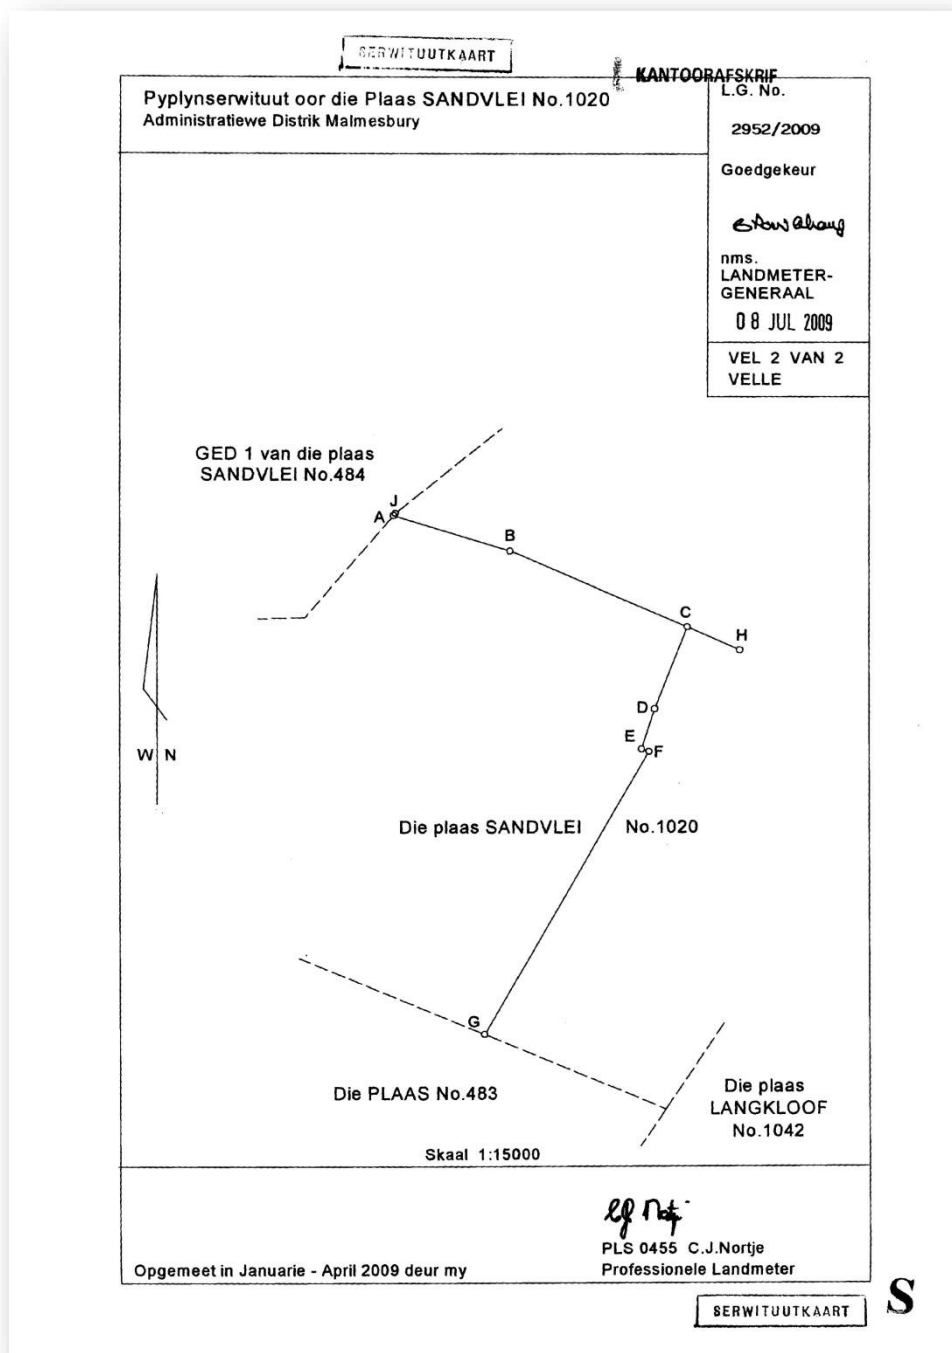 SERWITUUTKAART
KANTOORAFSKRIF
Pyplynserwituut oor die Plaas SANDVLEI No.1020
Administratiewe Distrik Malmesbury
L.G. No.
2952/2009
Goedgekeur
nms.
LANDMETER-
GENERAAL
08 JUL 2009
VEL 2 VAN 2
VELLE
GED 1 van die plaas
SANDVLEI No.484
J
A
B
C
H
D
E
F
W N
Die plaas SANDVLEI No.1020
G
Die PLAAS No.483
Die plaas
LANGKLOOF
No.1042
Skaal 1:15000
PLS 0455 C.J.Nortje
Opgemeet in Januarie - April 2009 deur my
Professionele Landmeter
SERWITUUTKAART
S